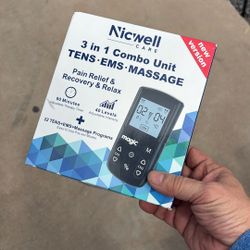 Nicwell
CARE
new version
3 in 1 Combo Unit
TENS·EMS·MASSAGE
Pain Relief &
Recovery & Relax
90 Minutes
40 Levels
+
magic
M